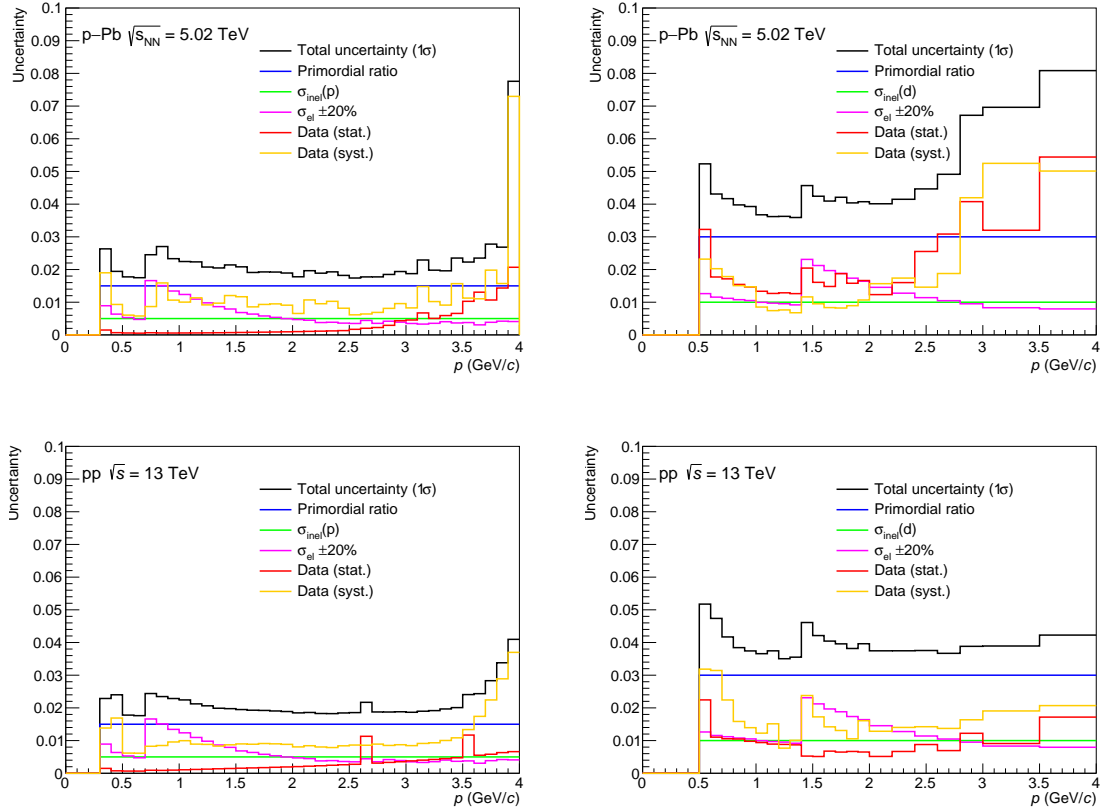 Uncertainty
0.1
0.09
0.08
0.07
0.06
0.05
0.04
0.03
0.02
0.01
0
p–Pb √sNN = 5.02 TeV
Total uncertainty (1σ)
Primordial ratio
σinel(p)
σel ±20%
Data (stat.)
Data (syst.)
0 0.5 1 1.5 2 2.5 3 3.5 4
p (GeV/c)
Uncertainty
0.1
0.09
0.08
0.07
0.06
0.05
0.04
0.03
0.02
0.01
0
p–Pb √sNN = 5.02 TeV
Total uncertainty (1σ)
Primordial ratio
σinel(d)
σel ±20%
Data (stat.)
Data (syst.)
0 0.5 1 1.5 2 2.5 3 3.5 4
p (GeV/c)
Uncertainty
0.1
0.09
0.08
0.07
0.06
0.05
0.04
0.03
0.02
0.01
0
pp √s = 13 TeV
Total uncertainty (1σ)
Primordial ratio
σinel(p)
σel ±20%
Data (stat.)
Data (syst.)
0 0.5 1 1.5 2 2.5 3 3.5 4
p (GeV/c)
Uncertainty
0.1
0.09
0.08
0.07
0.06
0.05
0.04
0.03
0.02
0.01
0
pp √s = 13 TeV
Total uncertainty (1σ)
Primordial ratio
σinel(d)
σel ±20%
Data (stat.)
Data (syst.)
0 0.5 1 1.5 2 2.5 3 3.5 4
p (GeV/c)